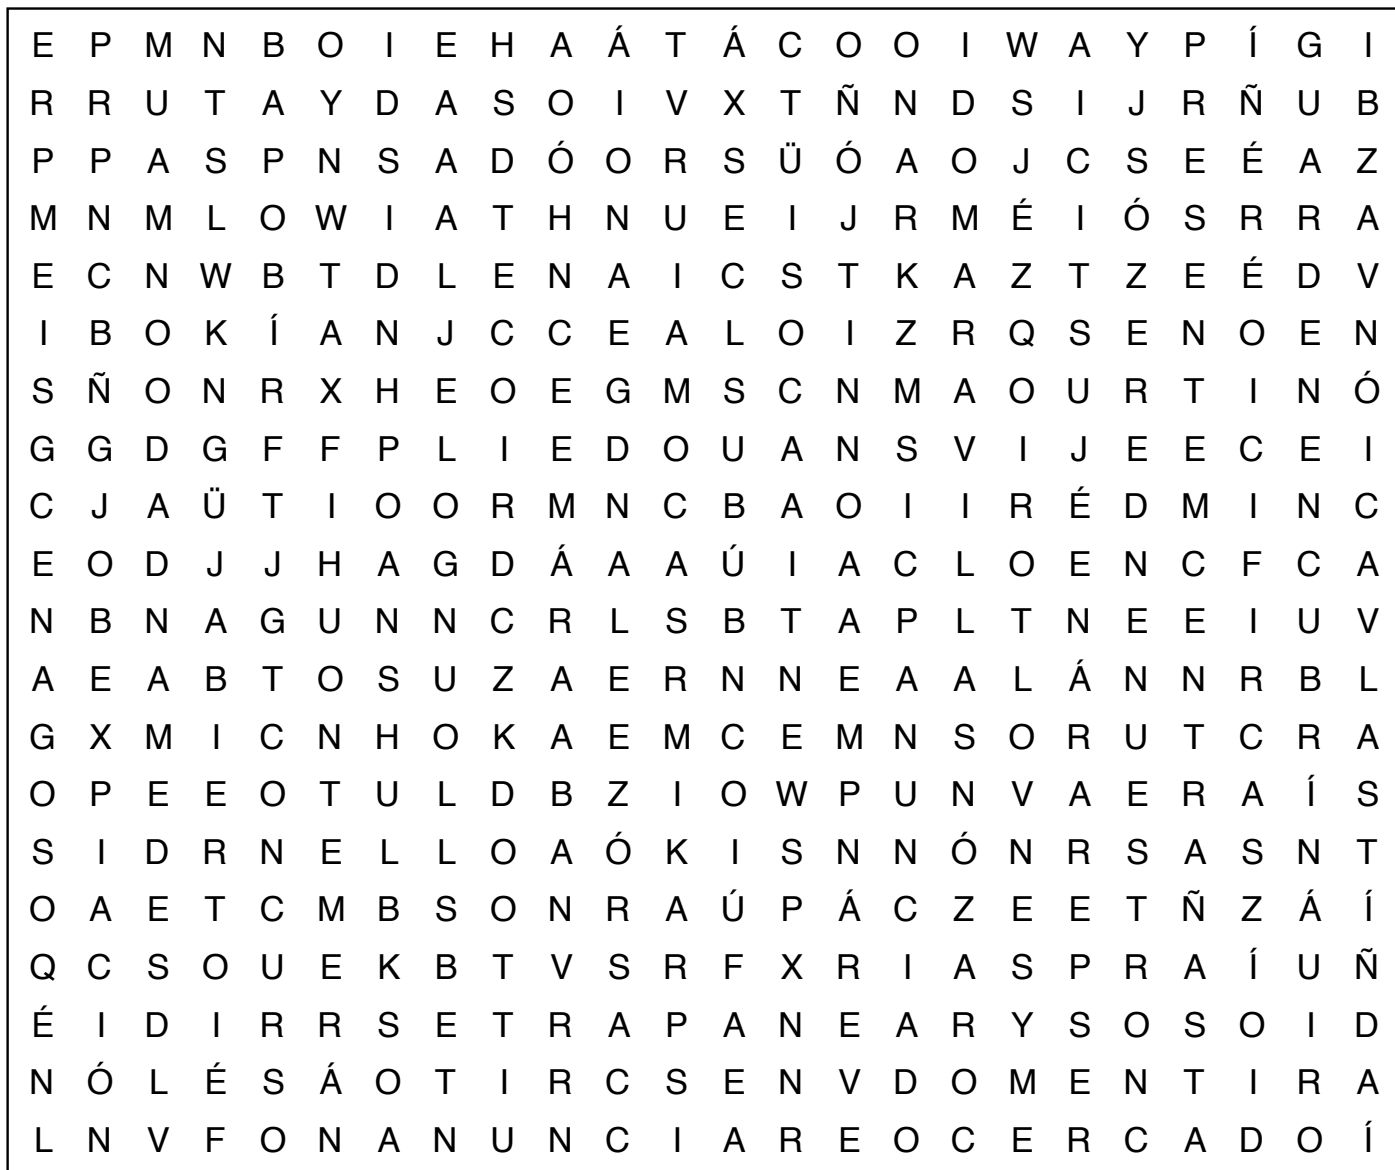 E P M N B O I E H A Á T Á C O O I W A Y P Í G I
R R U T A Y D A S O I V X T Ñ N D S I J R Ñ U B
P P A S P N S A D Ó O R S Ü Ó A O J C S E É A Z
M N M L O W I A T H N U E I J R M É I Ó S R R A
E C N W B T D L E N A I C S T K A Z T Z E É D V
I B O K Í A N J C C E A L O I Z R Q S E N O E N
S Ñ O N R X H E O E G M S C N M A O U R T I N Ó
G G D G F F P L I E D O U A N S V I J E E C E I
C J A Ü T I O O R M N C B A O I I R É D M I N C
E O D J J H A G D Á A A Ú I A C L O E N C F C A
N B N A G U N N C R L S B T A P L T N E E I U V
A E A B T O S U Z A E R N N E A A L Á N N R B L
G X M I C N H O K A E M C E M N S O R U T C R A
O P E E O T U L D B Z I O W P U N V A E R A Í S
S I D R N E L L O A Ó K I S N N Ó N R S A S N T
O A E T C M B S O N R A Ú P Á C Z E E T Ñ Z Á Í
Q C S O U E K B T V S R F X R I A S P R A Í U Ñ
É I D I R R S E T R A P A N E A R Y S O S O I D
N Ó L É S Á O T I R C S E N V D O M E N T I R A
L N V F O N A N U N C I A R E O C E R C A D O Í